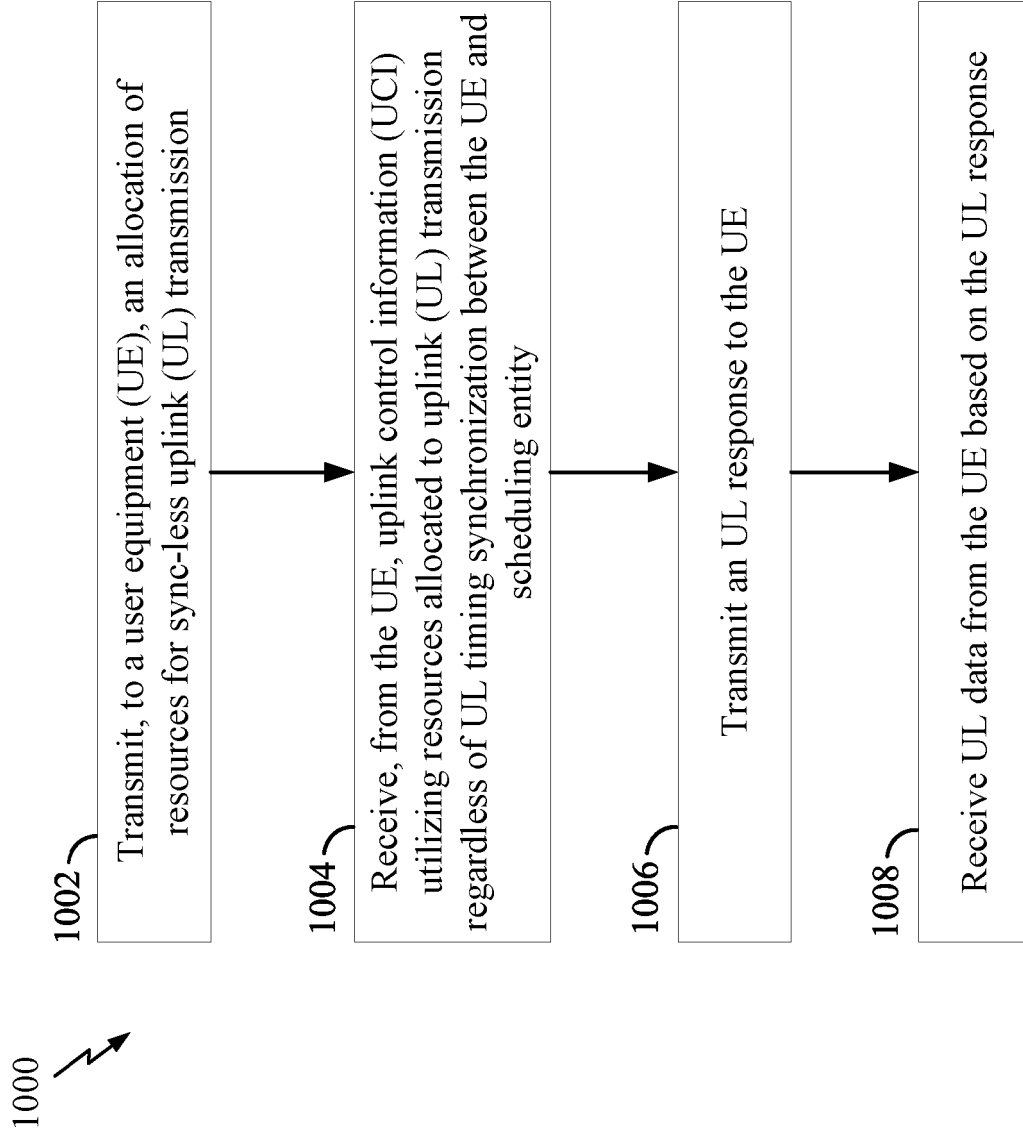 1000
1002
Transmit, to a user equipment (UE), an allocation of
resources for sync-less uplink (UL) transmission
1004
Receive, from the UE, uplink control information (UCI)
utilizing resources allocated to uplink (UL) transmission
regardless of UL timing synchronization between the UE and
scheduling entity
1006
Transmit an UL response to the UE
1008
Receive UL data from the UE based on the UL response